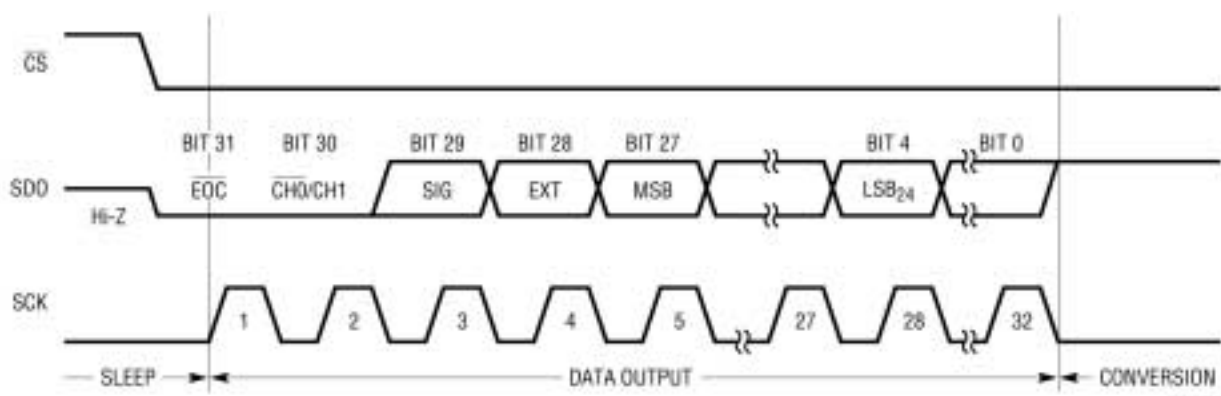 CS
BIT 31 BIT 30 BIT 29 BIT 28 BIT 27 BIT 4 BIT 0
SDO EOC CH0/CH1 SIG EXT MSB LSB24
Hi-Z
SCK 1 2 3 4 5 27 28 32
SLEEP DATA OUTPUT CONVERSION